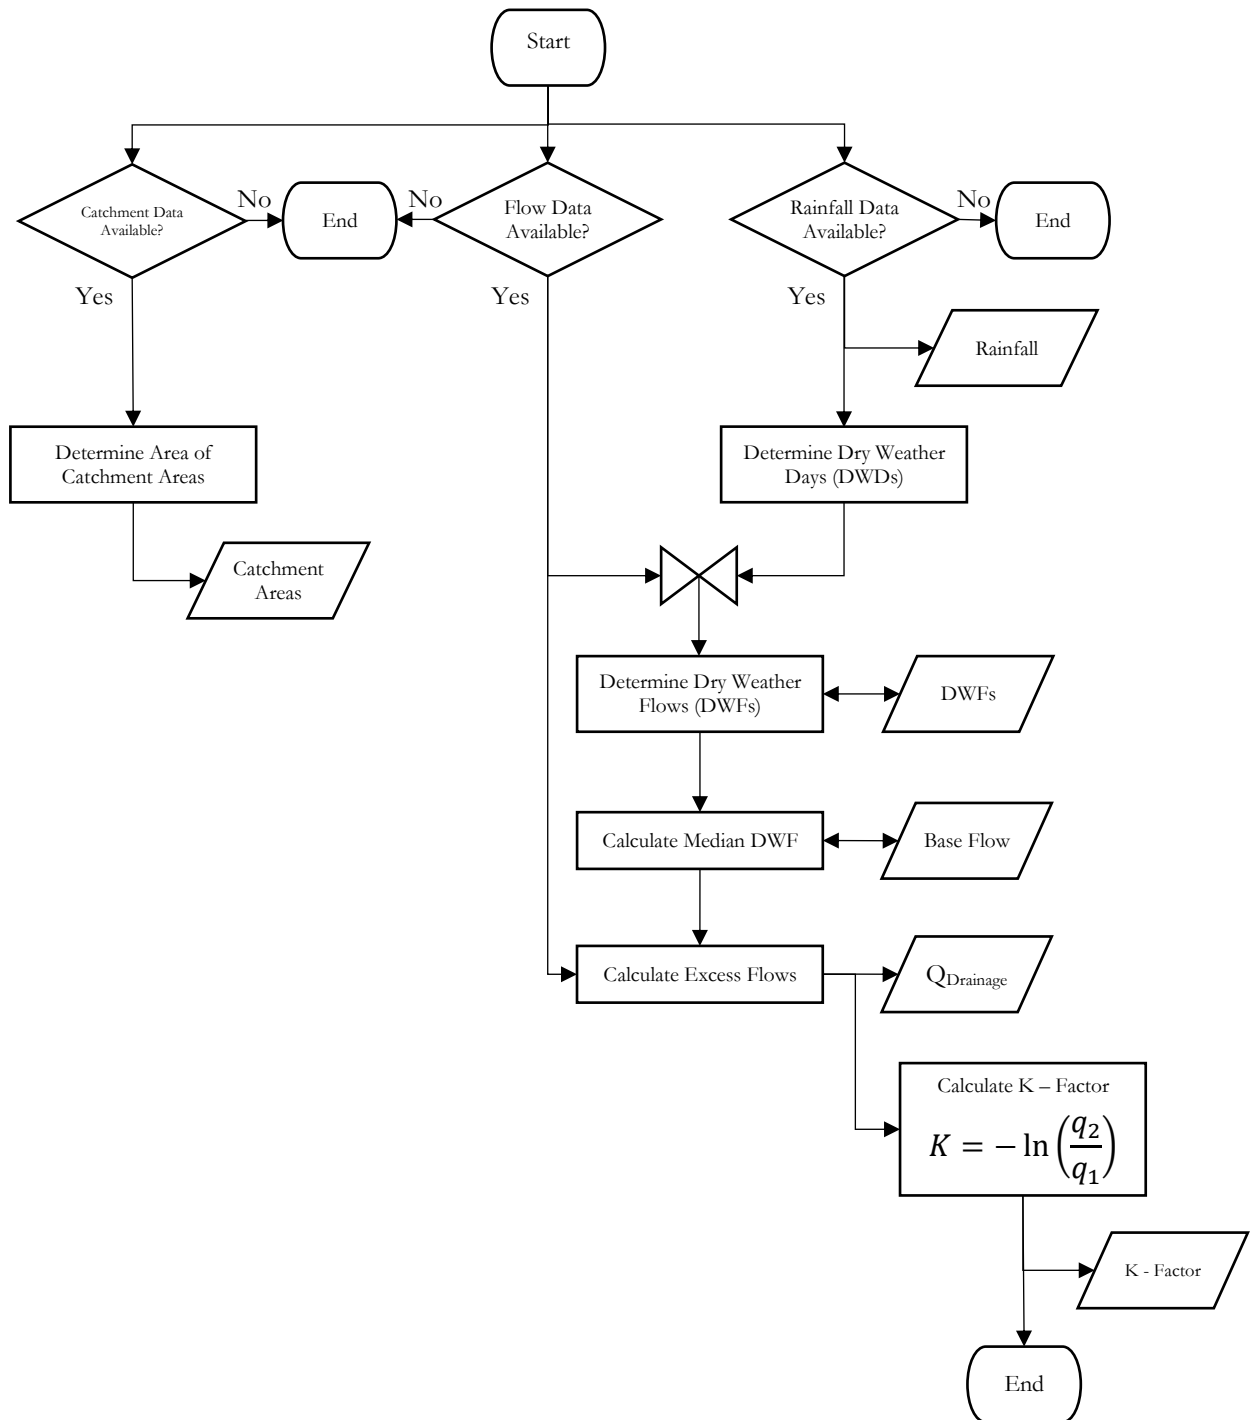 Start
Catchment Data
Available?
No
End
No
Flow Data
Available?
Rainfall Data
Available?
No
End
Yes
Yes
Yes
Rainfall
Determine Area of
Catchment Areas
Determine Dry Weather
Days (DWDs)
Catchment
Areas
Determine Dry Weather
Flows (DWFs)
DWFs
Calculate Median DWF
Base Flow
Calculate Excess Flows
QDrainage
Calculate K – Factor
K = − ln (q2/q1)
K - Factor
End